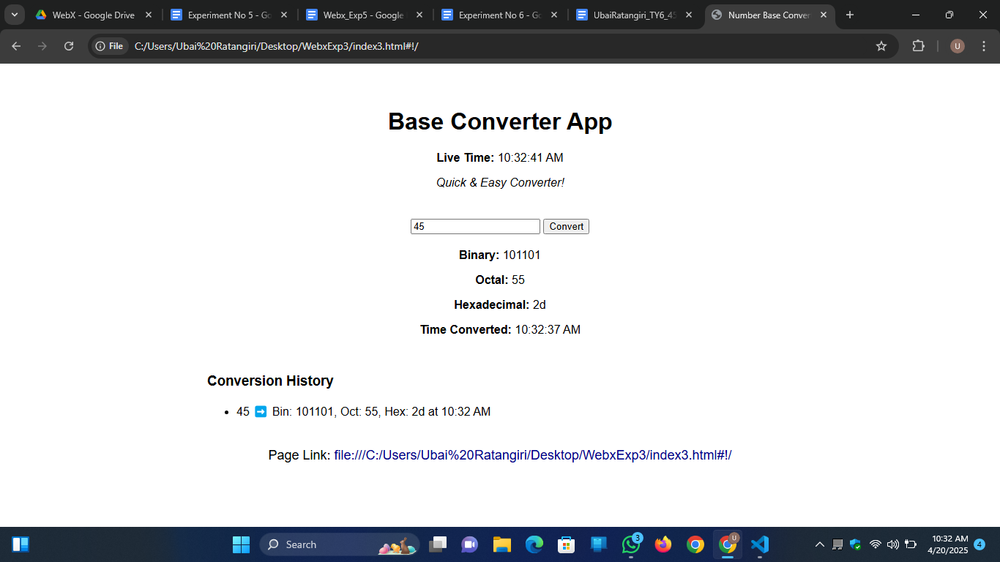 WebX - Google Drive
Experiment No 5 - Go
Webx_Exp5 - Google
Experiment No 6 - Go
UbaiRatangiri_TY6_45
Number Base Conver
File
C:/Users/Ubai%20Ratangiri/Desktop/WebxExp3/index3.html#!/
U
Base Converter App
Live Time: 10:32:41 AM
Quick & Easy Converter!
45 Convert
Binary: 101101
Octal: 55
Hexadecimal: 2d
Time Converted: 10:32:37 AM
Conversion History
• 45 ➡️ Bin: 101101, Oct: 55, Hex: 2d at 10:32 AM
Page Link: file:///C:/Users/Ubai%20Ratangiri/Desktop/WebxExp3/index3.html#!/
Search
3
U
10:32 AM
4/20/2025
4